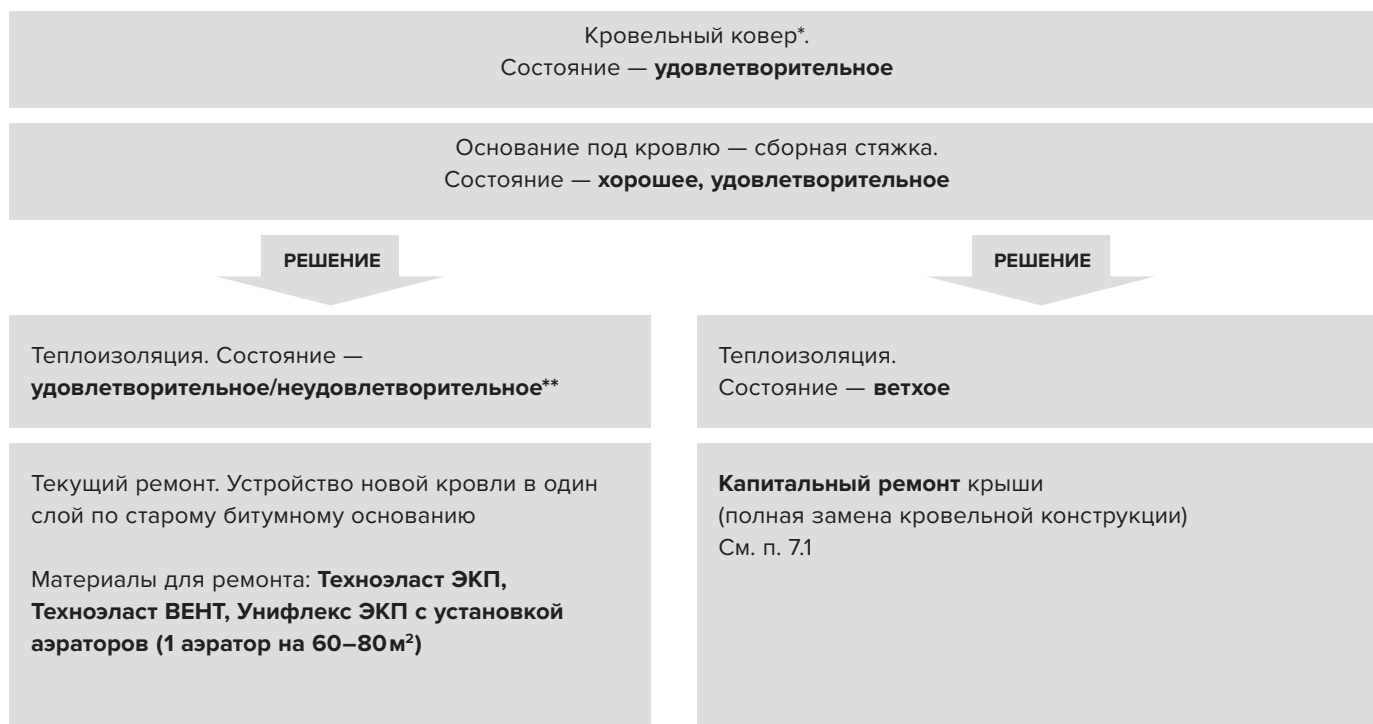 Кровельный ковер*.
Состояние — удовлетворительное
Основание под кровлю — сборная стяжка.
Состояние — хорошее, удовлетворительное
РЕШЕНИЕ
РЕШЕНИЕ
Теплоизоляция. Состояние —
удовлетворительное/неудовлетворительное**
Теплоизоляция.
Состояние — ветхое
Текущий ремонт. Устройство новой кровли в один
слой по старому битумному основанию
Материалы для ремонта: Техноэласт ЭКП,
Техноэласт ВЕНТ, Унифлекс ЭКП с установкой
аэраторов (1 аэратор на 60–80 м²)
Капитальный ремонт крыши
(полная замена кровельной конструкции)
См. п. 7.1